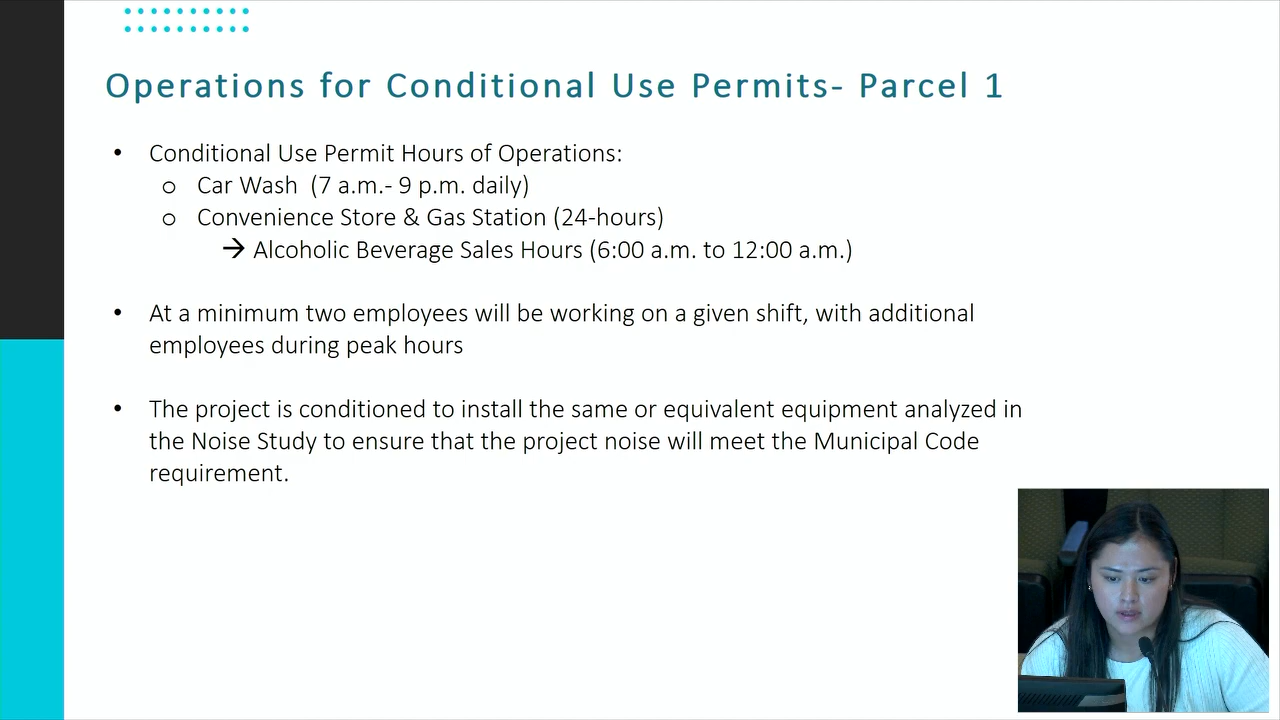 Operations for Conditional Use Permits- Parcel 1
• Conditional Use Permit Hours of Operations:
o Car Wash (7 a.m.- 9 p.m. daily)
o Convenience Store & Gas Station (24-hours)
→ Alcoholic Beverage Sales Hours (6:00 a.m. to 12:00 a.m.)
• At a minimum two employees will be working on a given shift, with additional
employees during peak hours
• The project is conditioned to install the same or equivalent equipment analyzed in
the Noise Study to ensure that the project noise will meet the Municipal Code
requirement.